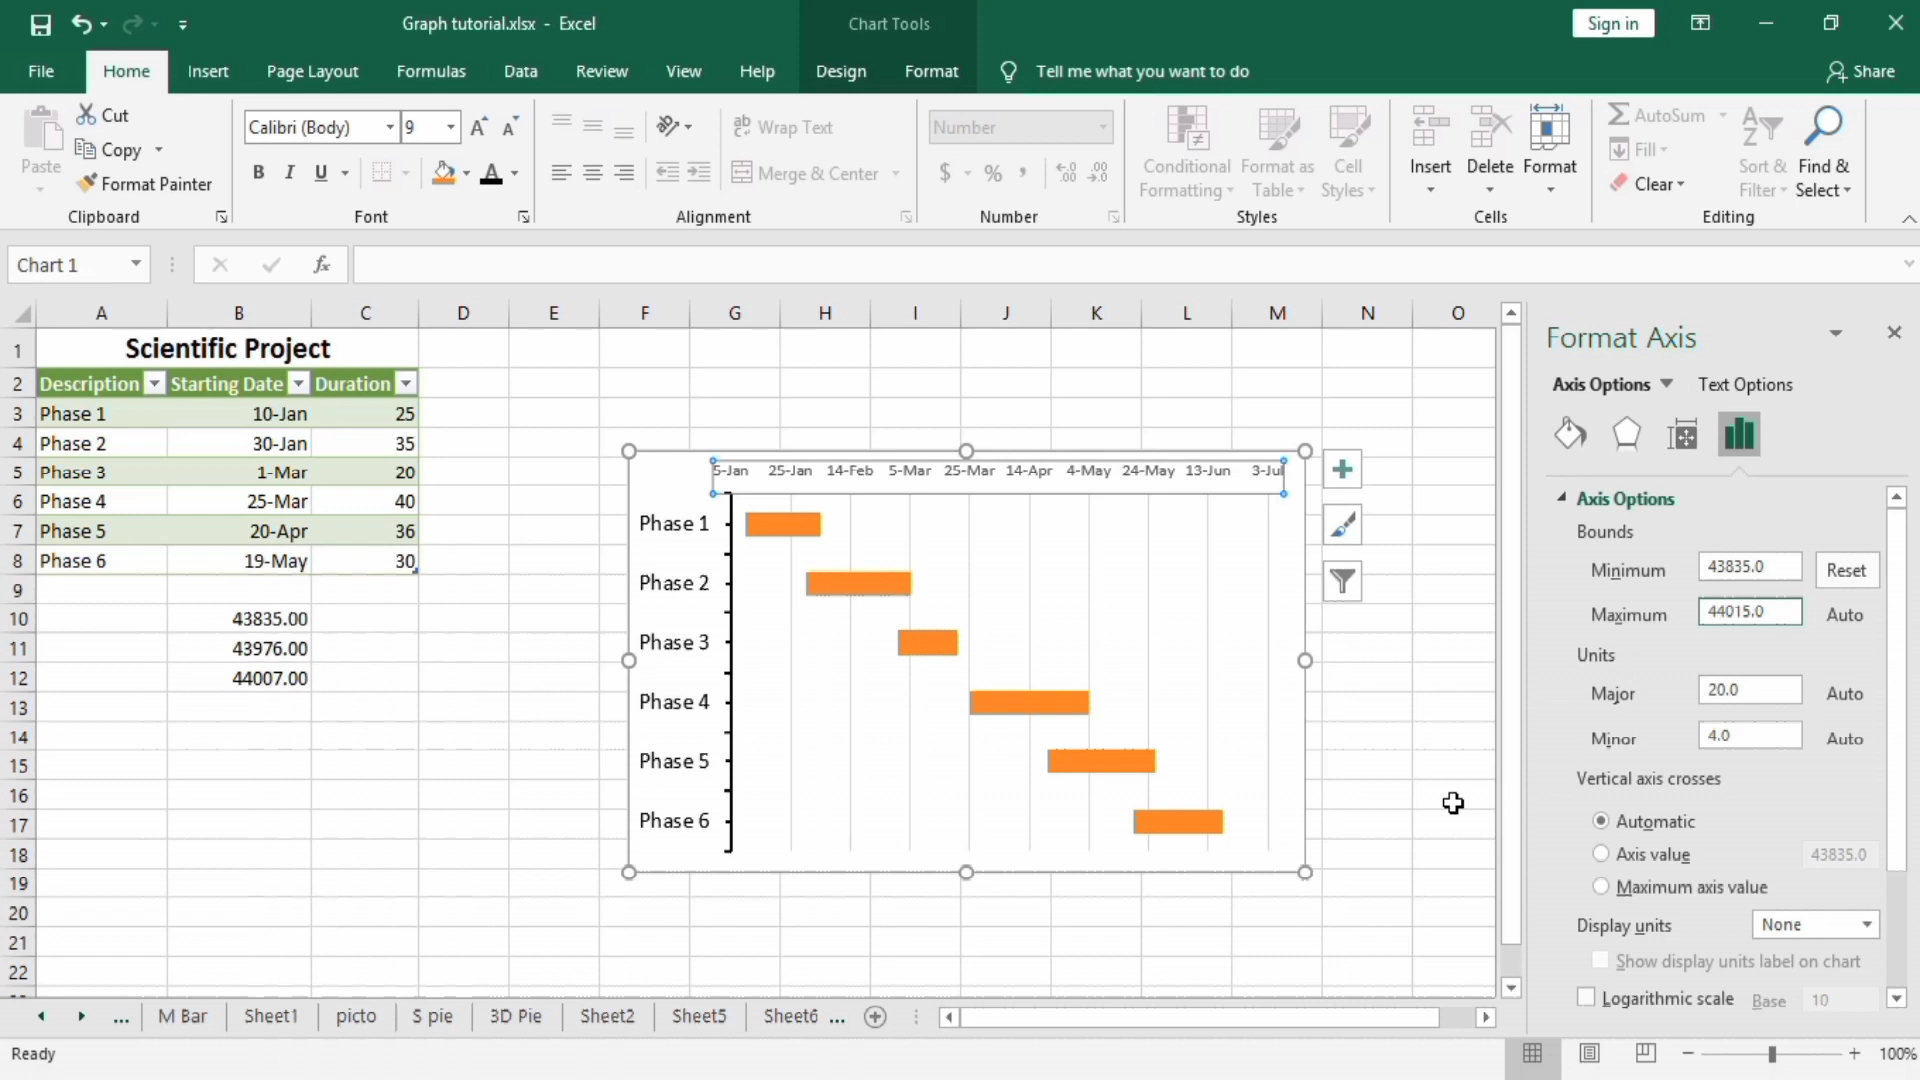 Graph tutorial.xlsx - Excel
Chart Tools
Sign in
File Home Insert Page Layout Formulas Data Review View Help Design Format Tell me what you want to do Share
Paste
Cut
Copy
Format Painter
Clipboard
Calibri (Body) 9 A A
B I U A
Font
ab Wrap Text
Merge & Center
Alignment
Number
$ % , .00 .00
Number
Conditional Formatting
Format as Table
Cell Styles
Styles
Insert Delete Format
Cells
AutoSum
Fill
Clear
Sort & Filter
Find & Select
Editing
Chart 1 fx
A B C D E F G H I J K L M N O
1 Scientific Project
2 Description Starting Date Duration
3 Phase 1 10-Jan 25
4 Phase 2 30-Jan 35
5 Phase 3 1-Mar 20
6 Phase 4 25-Mar 40
7 Phase 5 20-Apr 36
8 Phase 6 19-May 30
9
10 43835.00
11 43976.00
12 44007.00
13
14
15
16
17
18
19
20
21
22
5-Jan 25-Jan 14-Feb 5-Mar 25-Mar 14-Apr 4-May 24-May 13-Jun 3-Jul
Phase 1
Phase 2
Phase 3
Phase 4
Phase 5
Phase 6
Format Axis
Axis Options Text Options
Axis Options
Bounds
Minimum 43835.0 Reset
Maximum 44015.0 Auto
Units
Major 20.0 Auto
Minor 4.0 Auto
Vertical axis crosses
Automatic
Axis value 43835.0
Maximum axis value
Display units None
Show display units label on chart
Logarithmic scale Base 10
... M Bar Sheet1 picto S pie 3D Pie Sheet2 Sheet5 Sheet6 ...
Ready
100%